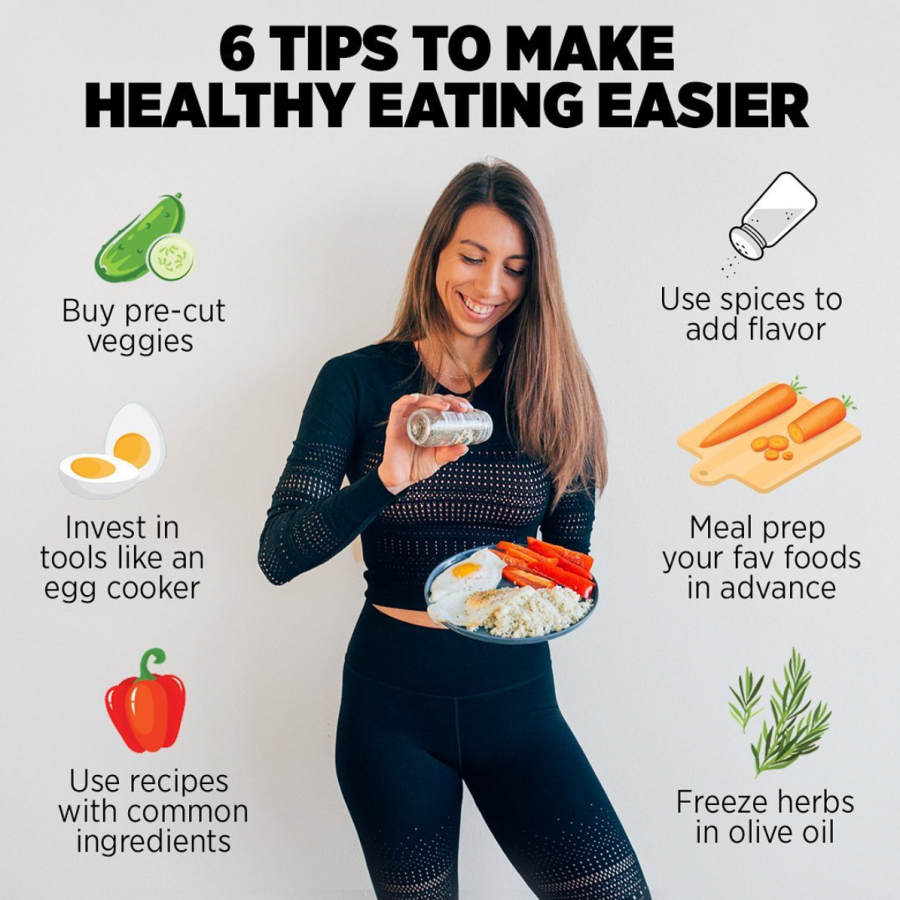 6 TIPS TO MAKE
HEALTHY EATING EASIER
Buy pre-cut
veggies
Use spices to
add flavor
Invest in
tools like an
egg cooker
Meal prep
your fav foods
in advance
Use recipes
with common
ingredients
Freeze herbs
in olive oil